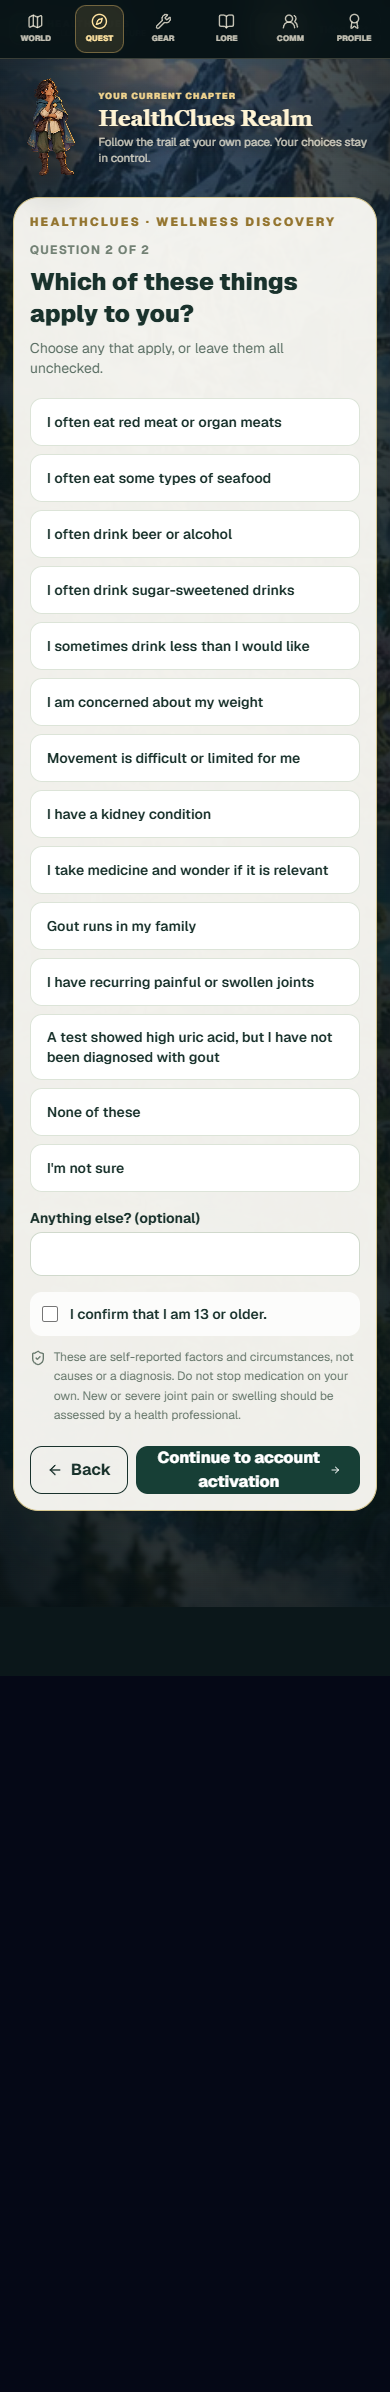 WORLD
QUEST
GEAR
LORE
COMM
PROFILE
YOUR CURRENT CHAPTER
HealthClues Realm
Follow the trail at your own pace. Your choices stay
in control.
HEALTHCLUES · WELLNESS DISCOVERY
QUESTION 2 OF 2
Which of these things
apply to you?
Choose any that apply, or leave them all
unchecked.
I often eat red meat or organ meats
I often eat some types of seafood
I often drink beer or alcohol
I often drink sugar-sweetened drinks
I sometimes drink less than I would like
I am concerned about my weight
Movement is difficult or limited for me
I have a kidney condition
I take medicine and wonder if it is relevant
Gout runs in my family
I have recurring painful or swollen joints
A test showed high uric acid, but I have not
been diagnosed with gout
None of these
I'm not sure
Anything else? (optional)
I confirm that I am 13 or older.
These are self-reported factors and circumstances, not
causes or a diagnosis. Do not stop medication on your
own. New or severe joint pain or swelling should be
assessed by a health professional.
Back
Continue to account
activation